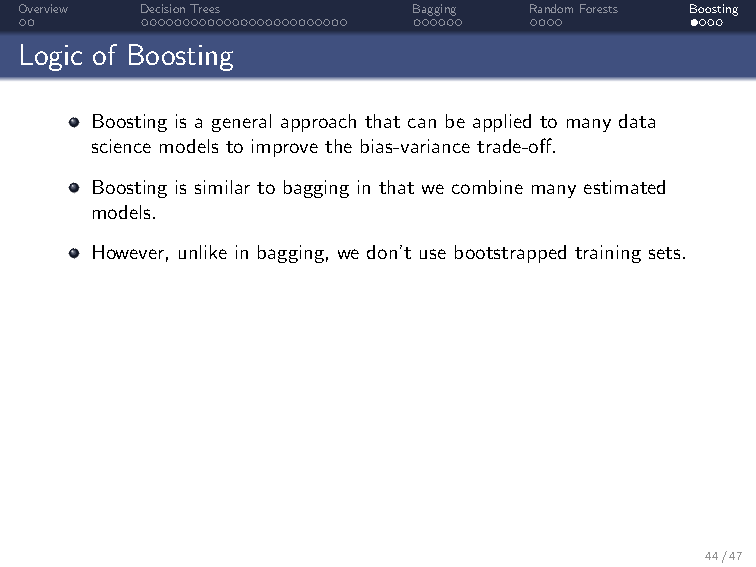 Overview Decision Trees Bagging Random Forests Boosting
Logic of Boosting
Boosting is a general approach that can be applied to many data
science models to improve the bias-variance trade-off.
Boosting is similar to bagging in that we combine many estimated
models.
However, unlike in bagging, we don't use bootstrapped training sets.
44 / 47